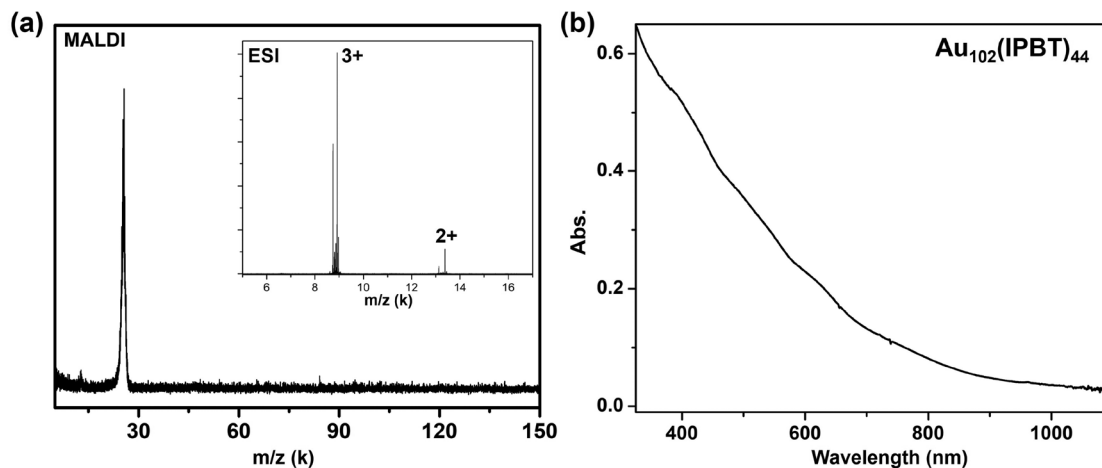 (a)
MALDI
ESI
3+
2+
6 8 10 12 14 16
m/z (k)
30 60 90 120 150
m/z (k)
(b)
Au102(IPBT)44
0.6
0.4
0.2
0.0
Abs.
400 600 800 1000
Wavelength (nm)